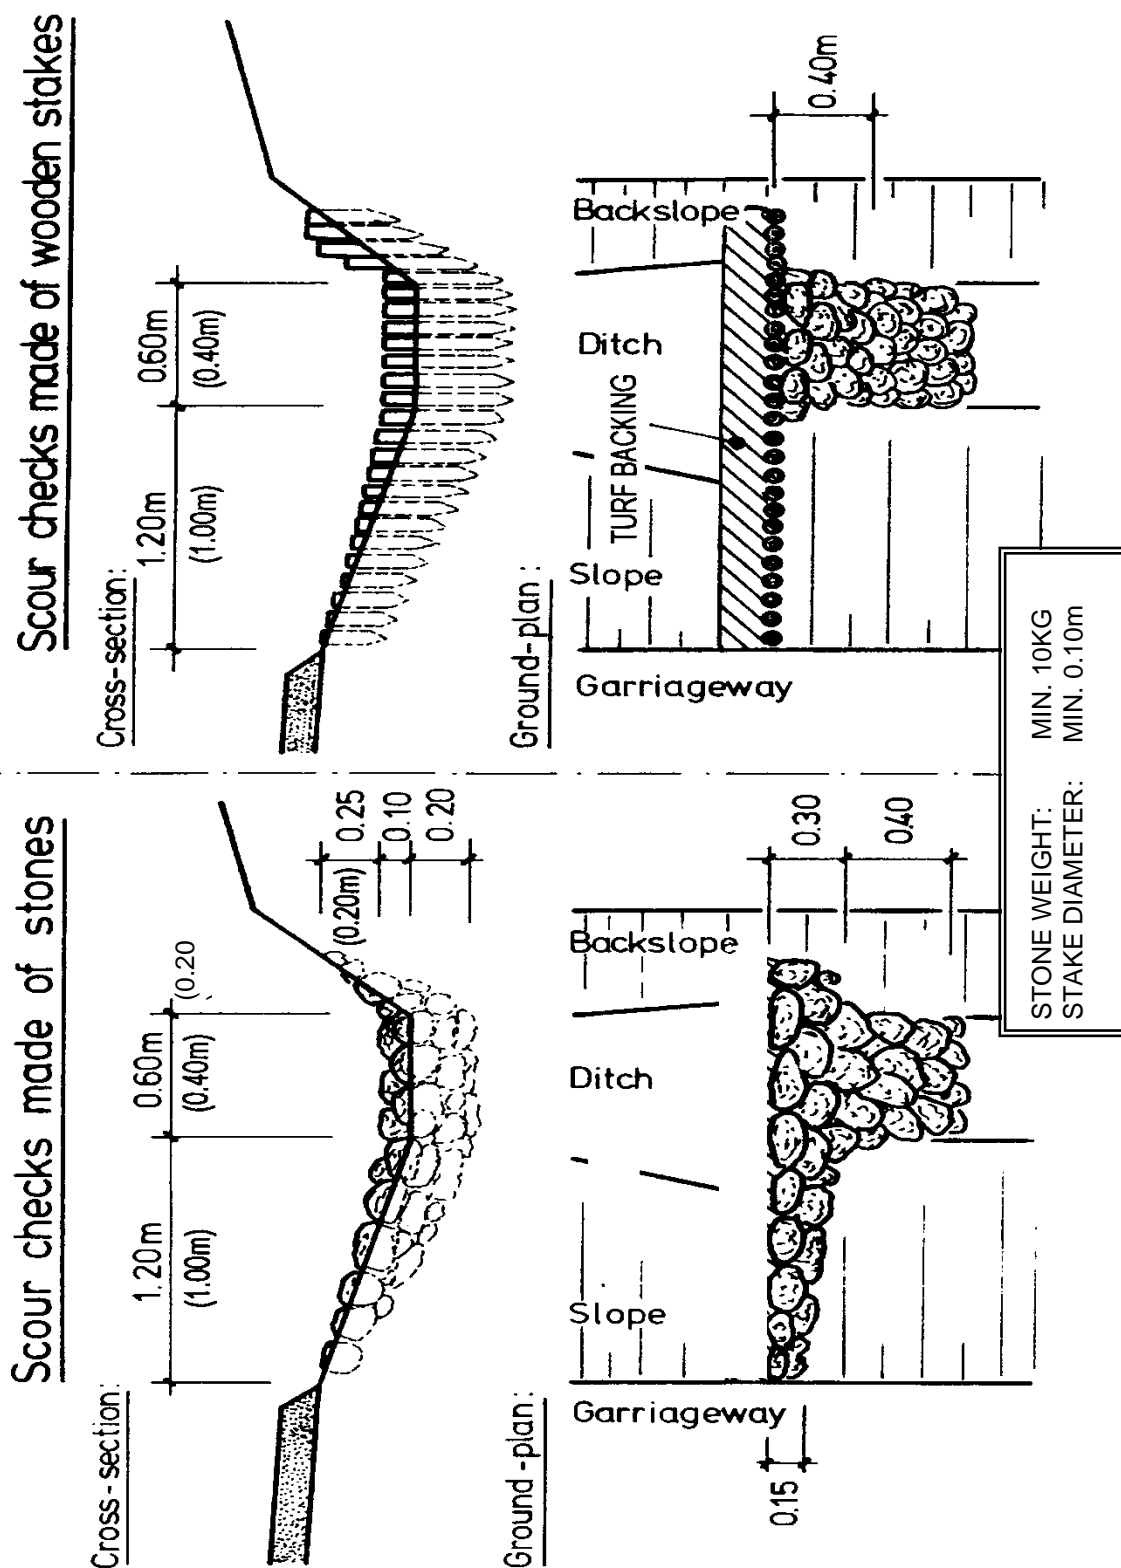 Scour checks made of stones
Cross-section:
1.20m
(1.00m)
0.60m
(0.40m)
(0.20
(0.20m)
0.25
0.10
0.20
Ground-plan:
Garriageway
Slope
Ditch
Backslope
0.15
0.30
0.40
Scour checks made of wooden stakes
Cross-section:
1.20m
(1.00m)
0.60m
(0.40m)
Ground-plan:
Garriageway
Slope
TURF BACKING
Ditch
Backslope
0.40m
STONE WEIGHT: MIN. 10KG
STAKE DIAMETER: MIN. 0.10m